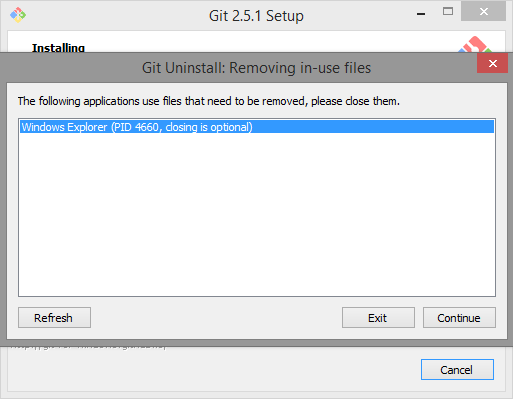 Git 2.5.1 Setup
Installing
Git Uninstall: Removing in-use files
The following applications use files that need to be removed, please close them.
Windows Explorer (PID 4660, closing is optional)
Refresh
Exit
Continue
Cancel